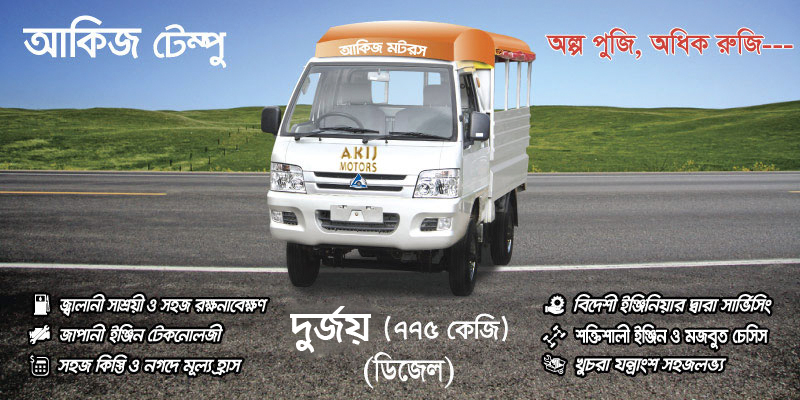 আকিজ টেম্পু
অল্প পুজি, অধিক রুজি---
আকিজ মটরস
AKIJ
MOTORS
জ্বালানী সাশ্রয়ী ও সহজ রক্ষনাবেক্ষণ
জাপানী ইঞ্জিন টেকনোলজী
সহজ কিস্তি ও নগদে মূল্য হ্রাস
দুর্জয় (৭৭৫ কেজি)
(ডিজেল)
বিদেশী ইঞ্জিনিয়ার দ্বারা সার্ভিসিং
শক্তিশালী ইঞ্জিন ও মজবুত চেসিস
খুচরা যন্ত্রাংশ সহজলভ্য